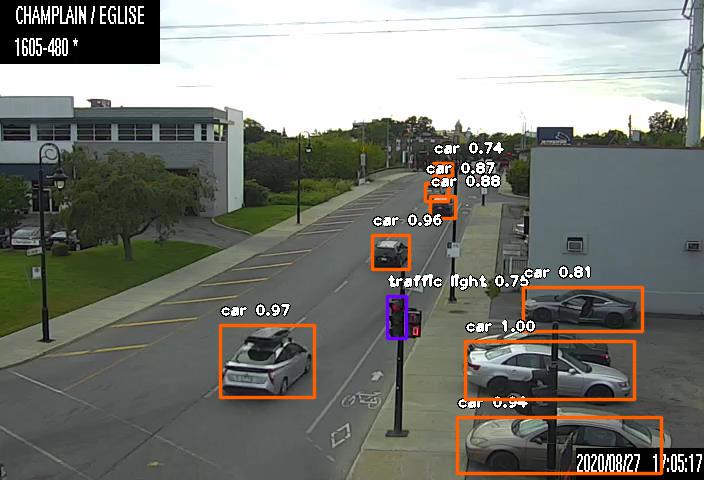 CHAMPLAIN / EGLISE
1605-480 *
car 0.74
car 0.87
car 0.88
car 0.96
traffic light 0.75
car 0.81
car 0.97
car 1.00
car 0.94
2020/08/27 17:05:17